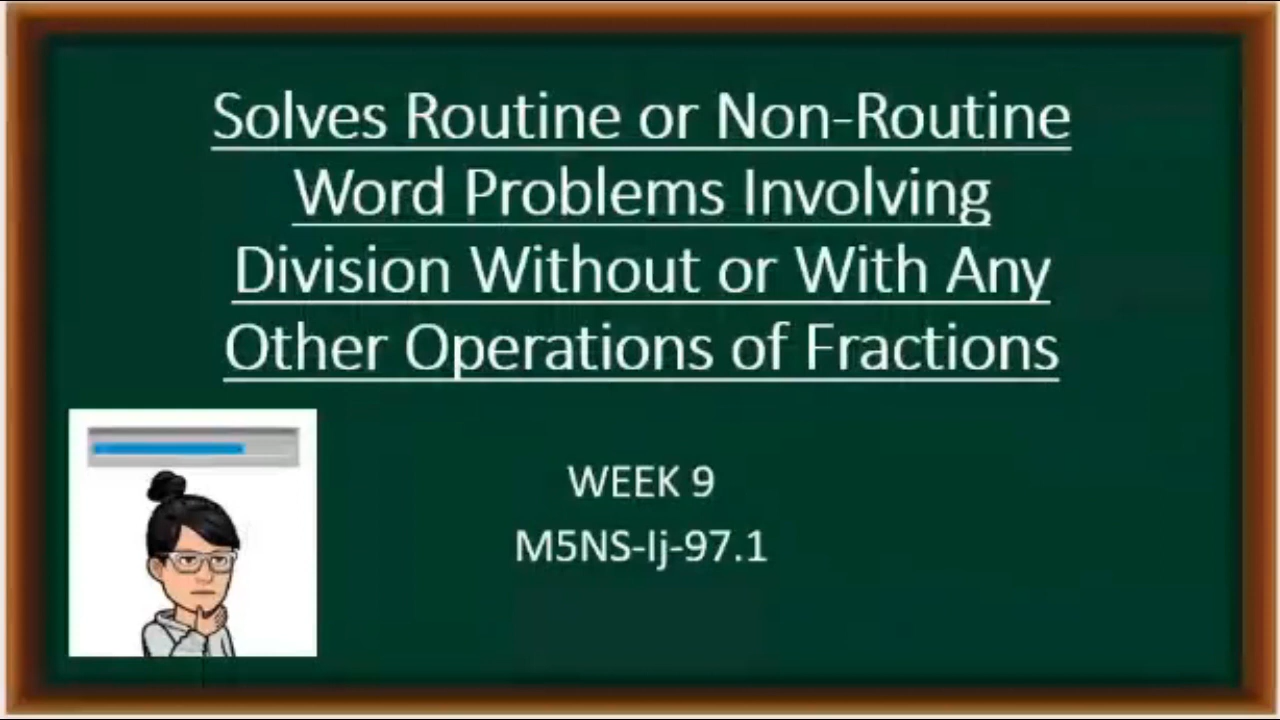 Solves Routine or Non-Routine
Word Problems Involving
Division Without or With Any
Other Operations of Fractions
WEEK 9
M5NS-Ij-97.1